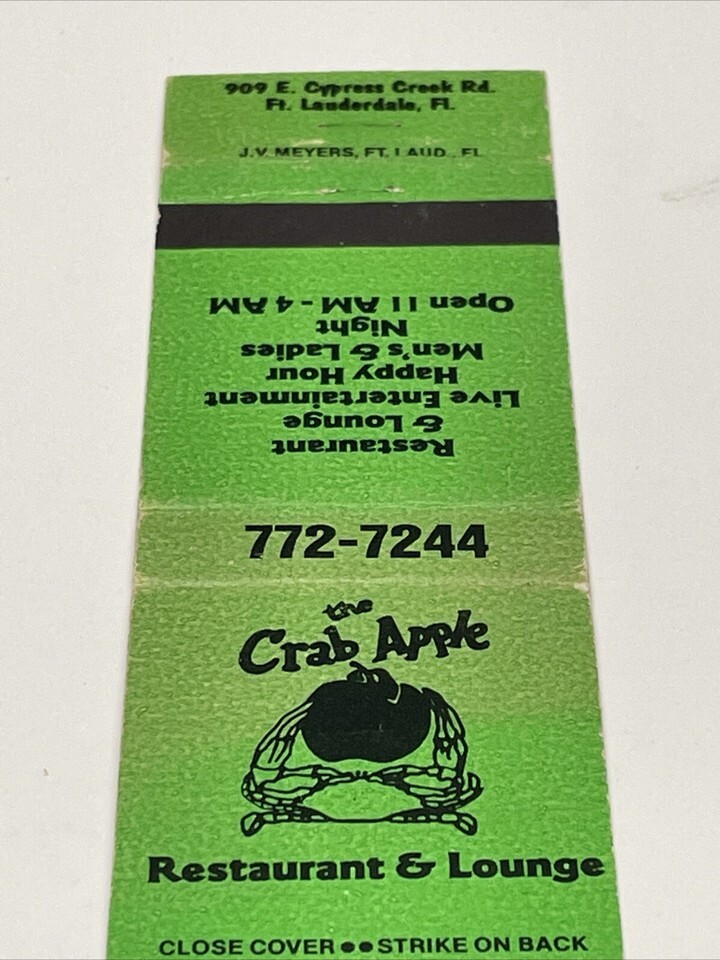 909 E. Cypress Creek Rd.
Ft. Lauderdale, Fl.
J.V. MEYERS, FT. LAUD., FL
Restaurant
& Lounge
Live Entertainment
Happy Hour
Men's & Ladies
Night
Open 11 AM - 4 AM
772-7244
the
Crab Apple
Restaurant & Lounge
CLOSE COVER ●● STRIKE ON BACK